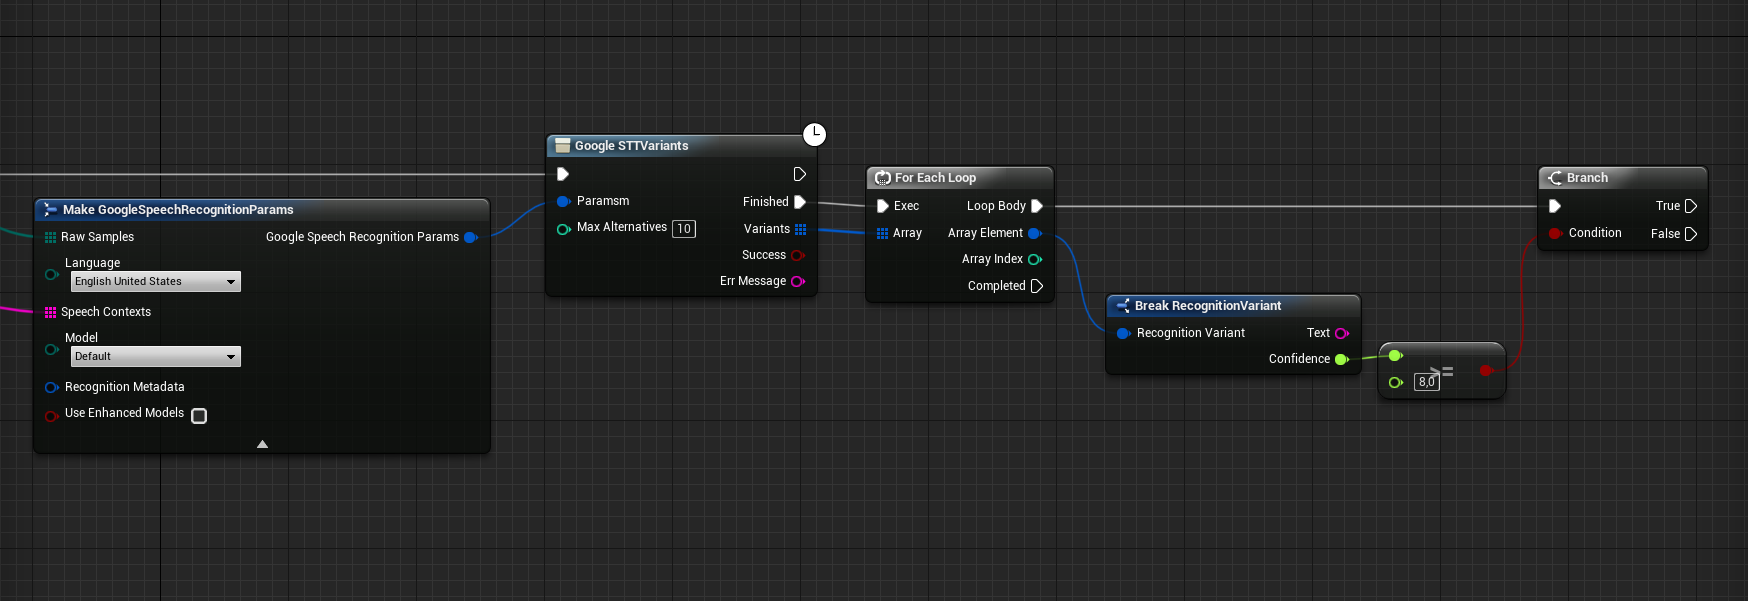 Make GoogleSpeechRecognitionParams
Raw Samples
Google Speech Recognition Params
Language
English United States
Speech Contexts
Model
Default
Recognition Metadata
Use Enhanced Models
Google STTVariants
Paramsm
Finished
Max Alternatives 10
Variants
Success
Err Message
For Each Loop
Exec
Loop Body
Array
Array Element
Array Index
Completed
Break RecognitionVariant
Recognition Variant
Text
Confidence
8,0
>=
Branch
True
Condition
False